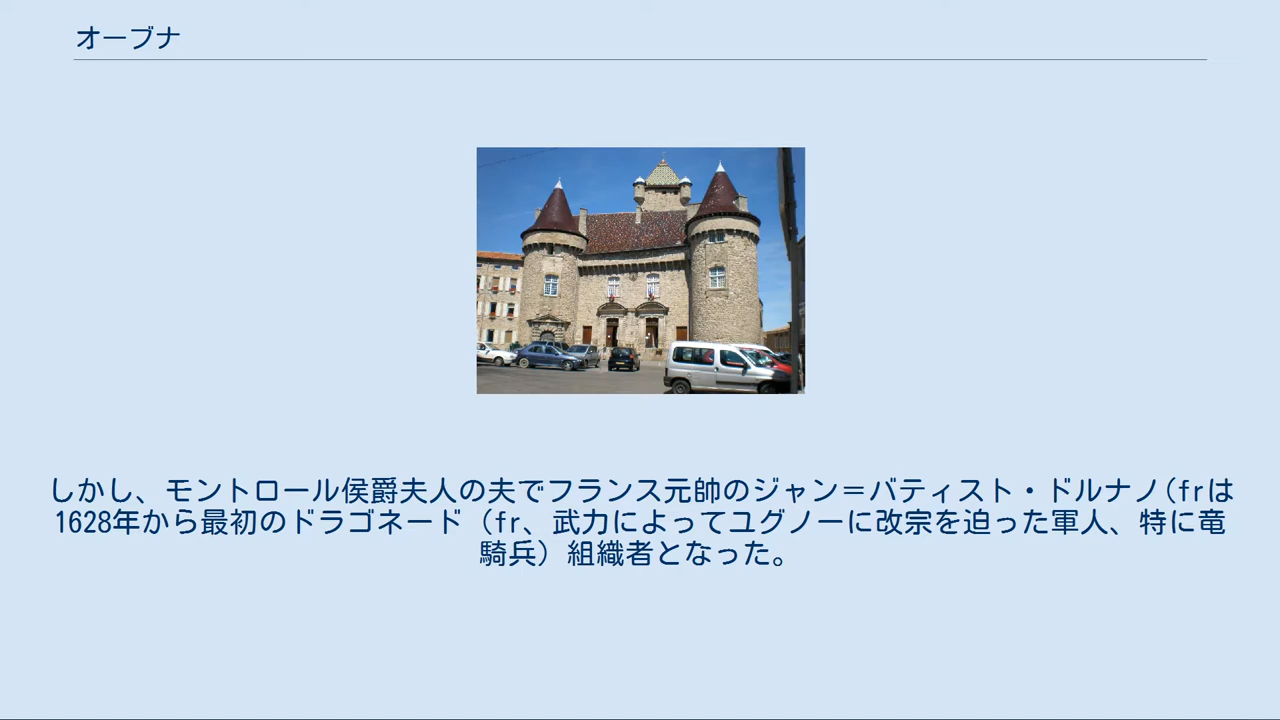 オーブナ
しかし、モントロール侯爵夫人の夫でフランス元帥のジャン＝バティスト・ドルナノ(frは
1628年から最初のドラゴネード（fr、武力によってユグノーに改宗を迫った軍人、特に竜
騎兵）組織者となった。